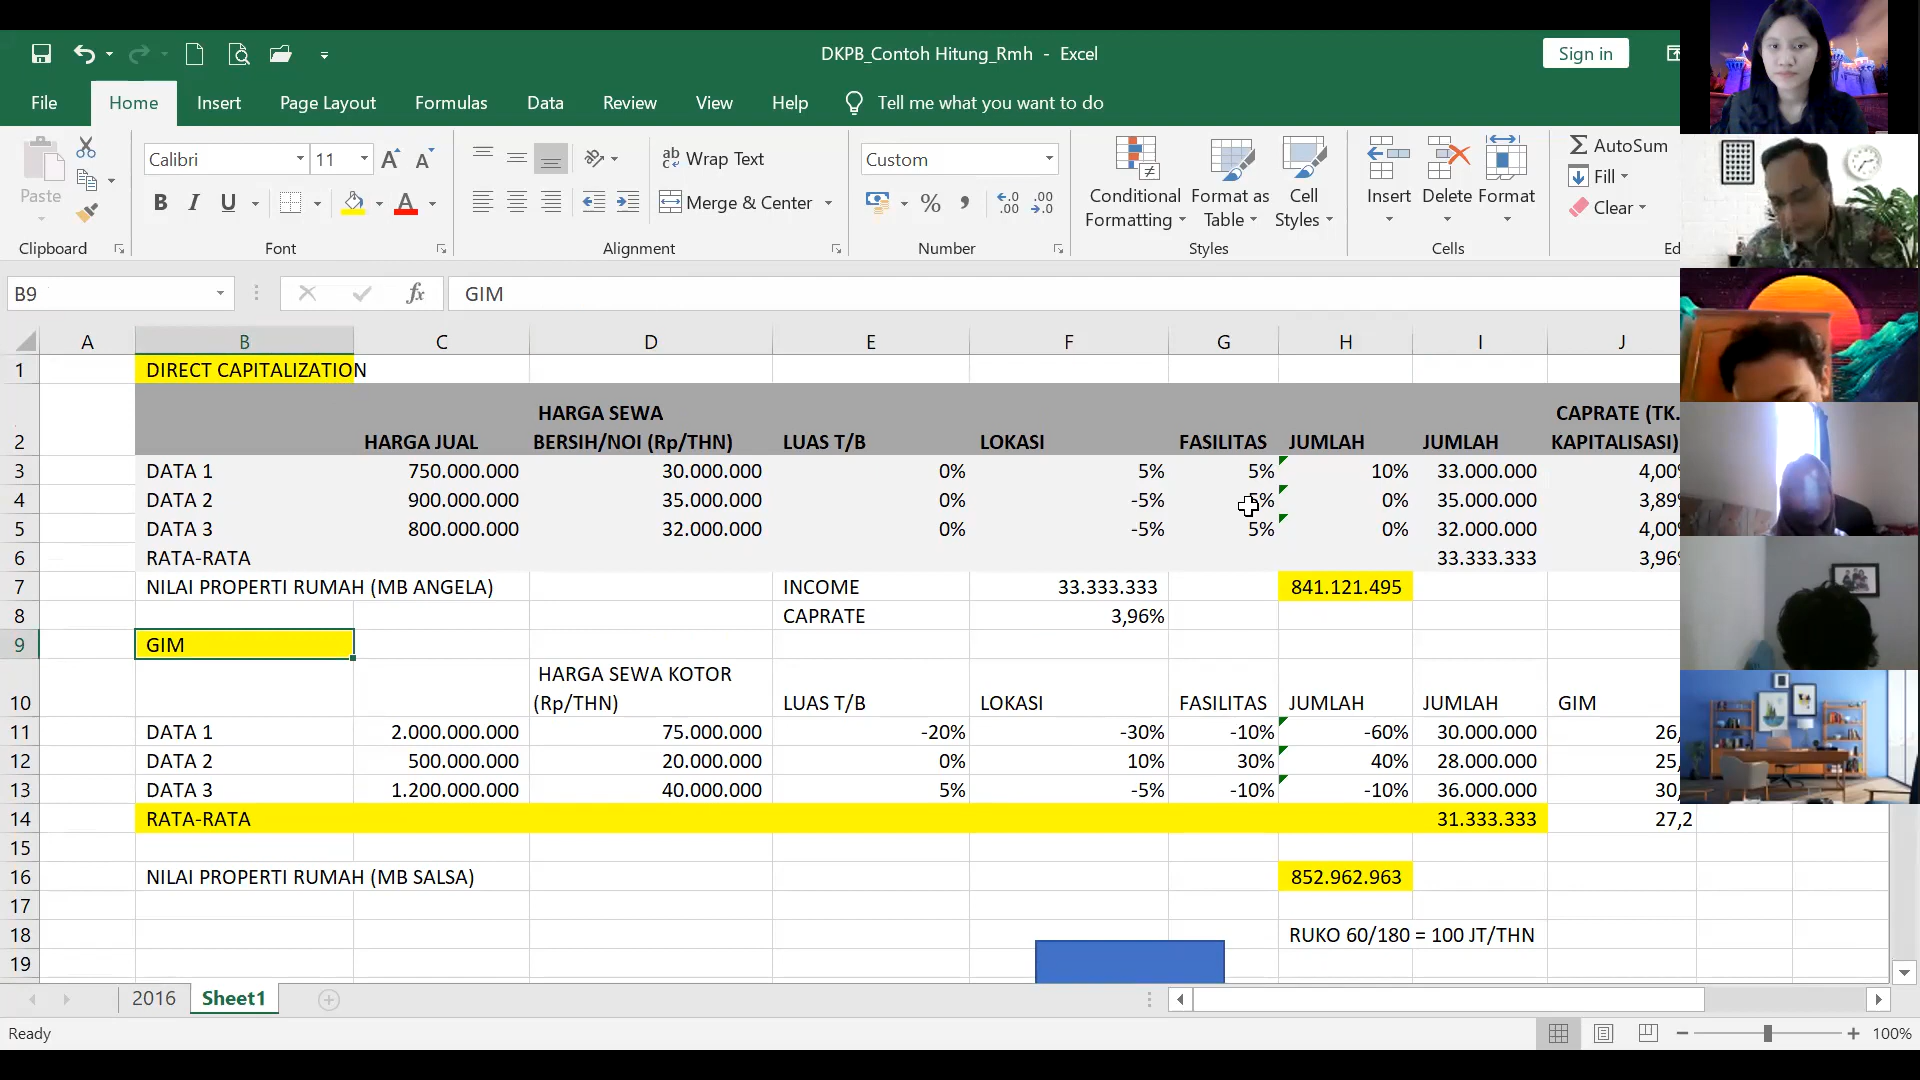 DKPB_Contoh Hitung_Rmh - Excel
Sign in
File Home Insert Page Layout Formulas Data Review View Help Tell me what you want to do
Paste
Calibri 11
Wrap Text
Merge & Center
Custom
Conditional Formatting
Format as Table
Cell Styles
Insert Delete Format
AutoSum
Fill
Clear
Clipboard Font Alignment Number Styles Cells
B9 fx GIM
A B C D E F G H I J
1 DIRECT CAPITALIZATION
2 HARGA JUAL HARGA SEWA BERSIH/NOI (Rp/THN) LUAS T/B LOKASI FASILITAS JUMLAH JUMLAH CAPRATE (TK. KAPITALISASI)
3 DATA 1 750.000.000 30.000.000 0% 5% 5% 10% 33.000.000 4,00%
4 DATA 2 900.000.000 35.000.000 0% -5% 5% 0% 35.000.000 3,89%
5 DATA 3 800.000.000 32.000.000 0% -5% 5% 0% 32.000.000 4,00%
6 RATA-RATA 33.333.333 3,96%
7 NILAI PROPERTI RUMAH (MB ANGELA) INCOME 33.333.333 841.121.495
8 CAPRATE 3,96%
9 GIM
10 HARGA SEWA KOTOR (Rp/THN) LUAS T/B LOKASI FASILITAS JUMLAH JUMLAH GIM
11 DATA 1 2.000.000.000 75.000.000 -20% -30% -10% -60% 30.000.000 26,
12 DATA 2 500.000.000 20.000.000 0% 10% 30% 40% 28.000.000 25,
13 DATA 3 1.200.000.000 40.000.000 5% -5% -10% -10% 36.000.000 30,
14 RATA-RATA 31.333.333 27,2
15
16 NILAI PROPERTI RUMAH (MB SALSA) 852.962.963
17
18 RUKO 60/180 = 100 JT/THN
19
2016 Sheet1
Ready 100%